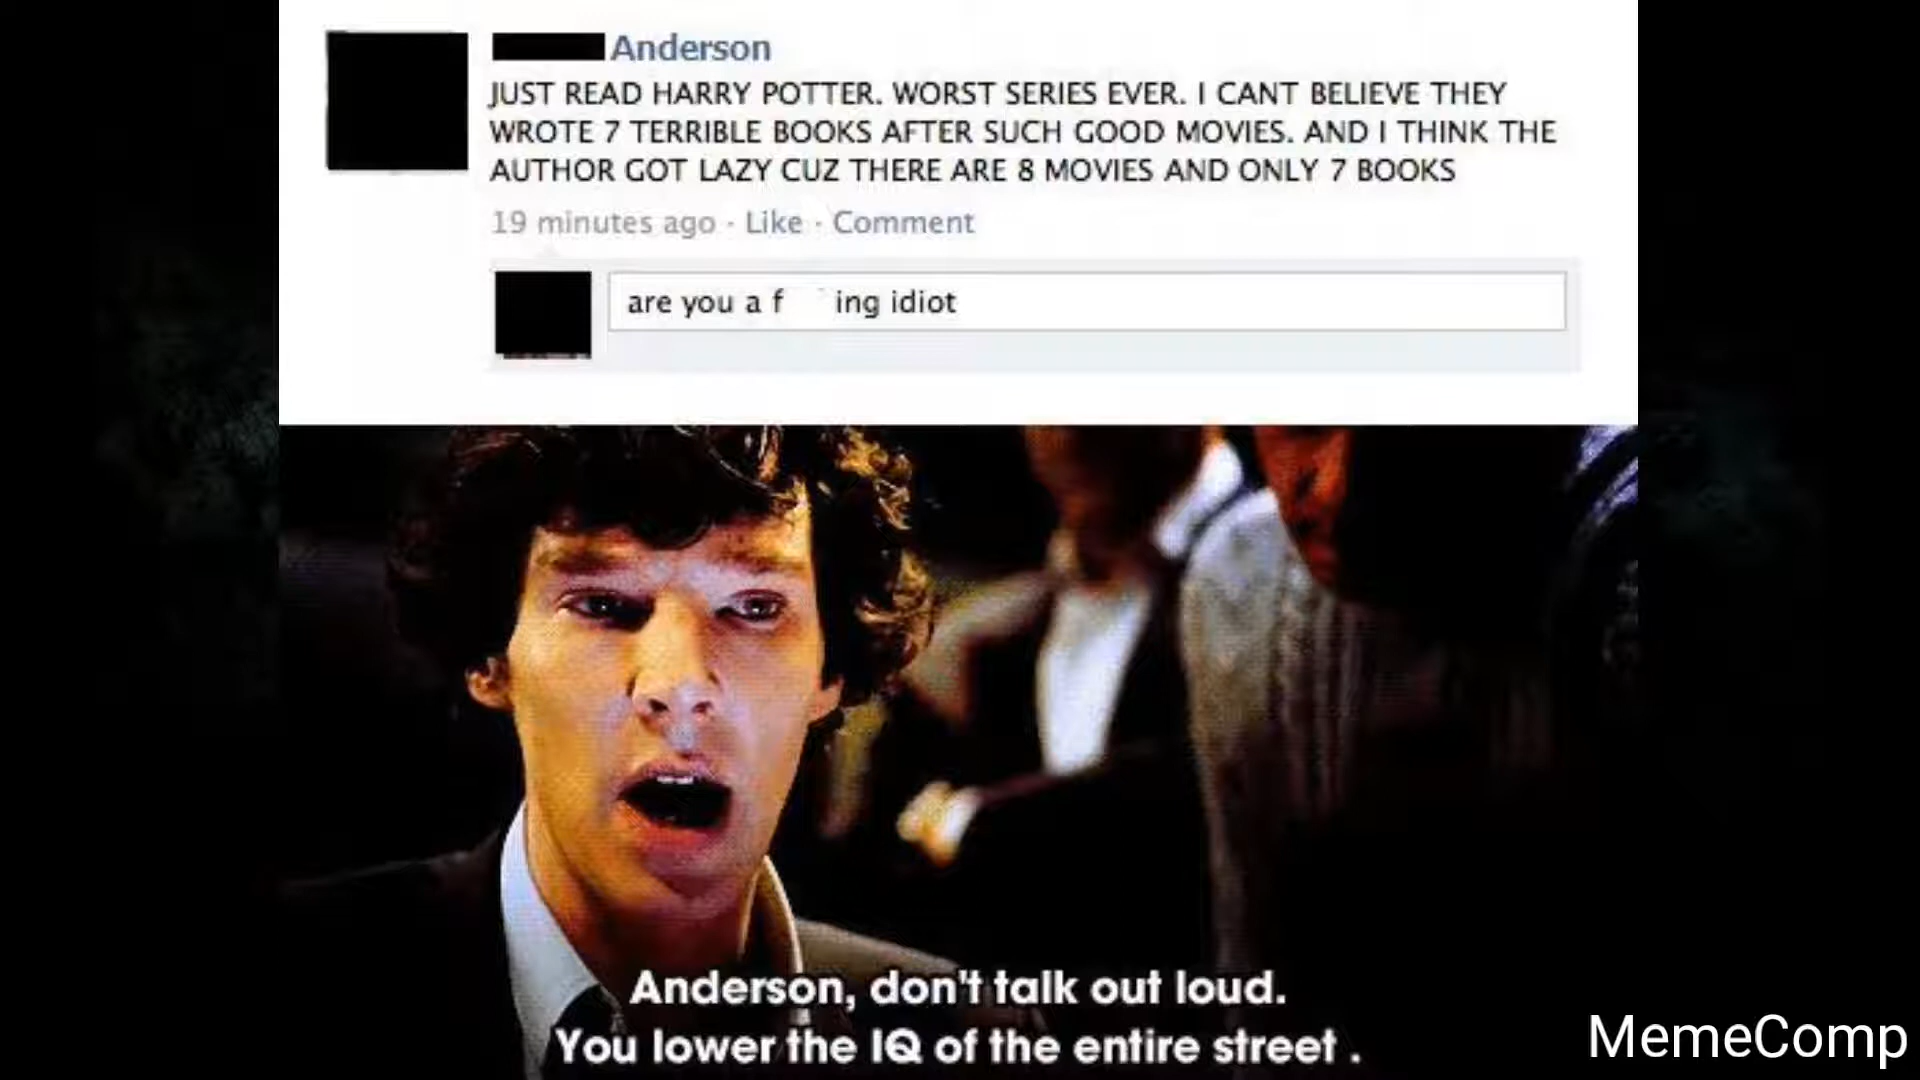 Anderson
JUST READ HARRY POTTER. WORST SERIES EVER. I CANT BELIEVE THEY
WROTE 7 TERRIBLE BOOKS AFTER SUCH GOOD MOVIES. AND I THINK THE
AUTHOR GOT LAZY CUZ THERE ARE 8 MOVIES AND ONLY 7 BOOKS
19 minutes ago · Like · Comment
are you a f ing idiot
Anderson, don't talk out loud.
You lower the IQ of the entire street .
MemeComp